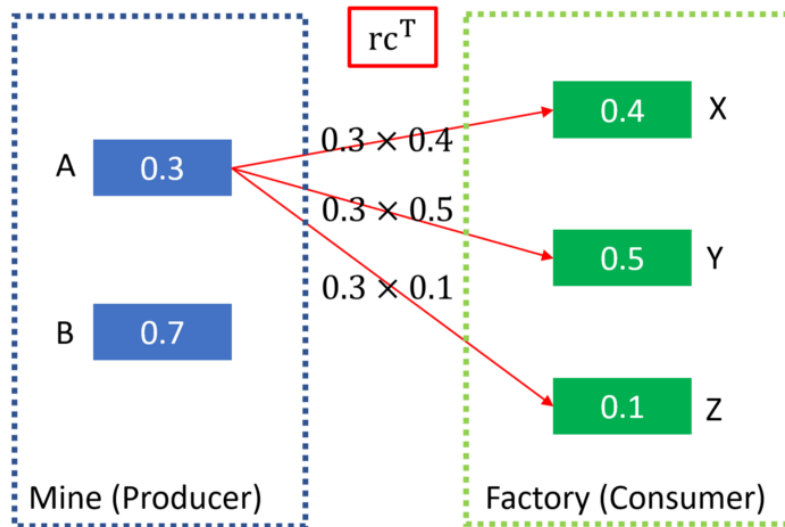 rcᵀ
A
0.3
0.3 × 0.4
0.4
X
0.3 × 0.5
0.5
Y
B
0.7
0.3 × 0.1
0.1
Z
Mine (Producer)
Factory (Consumer)